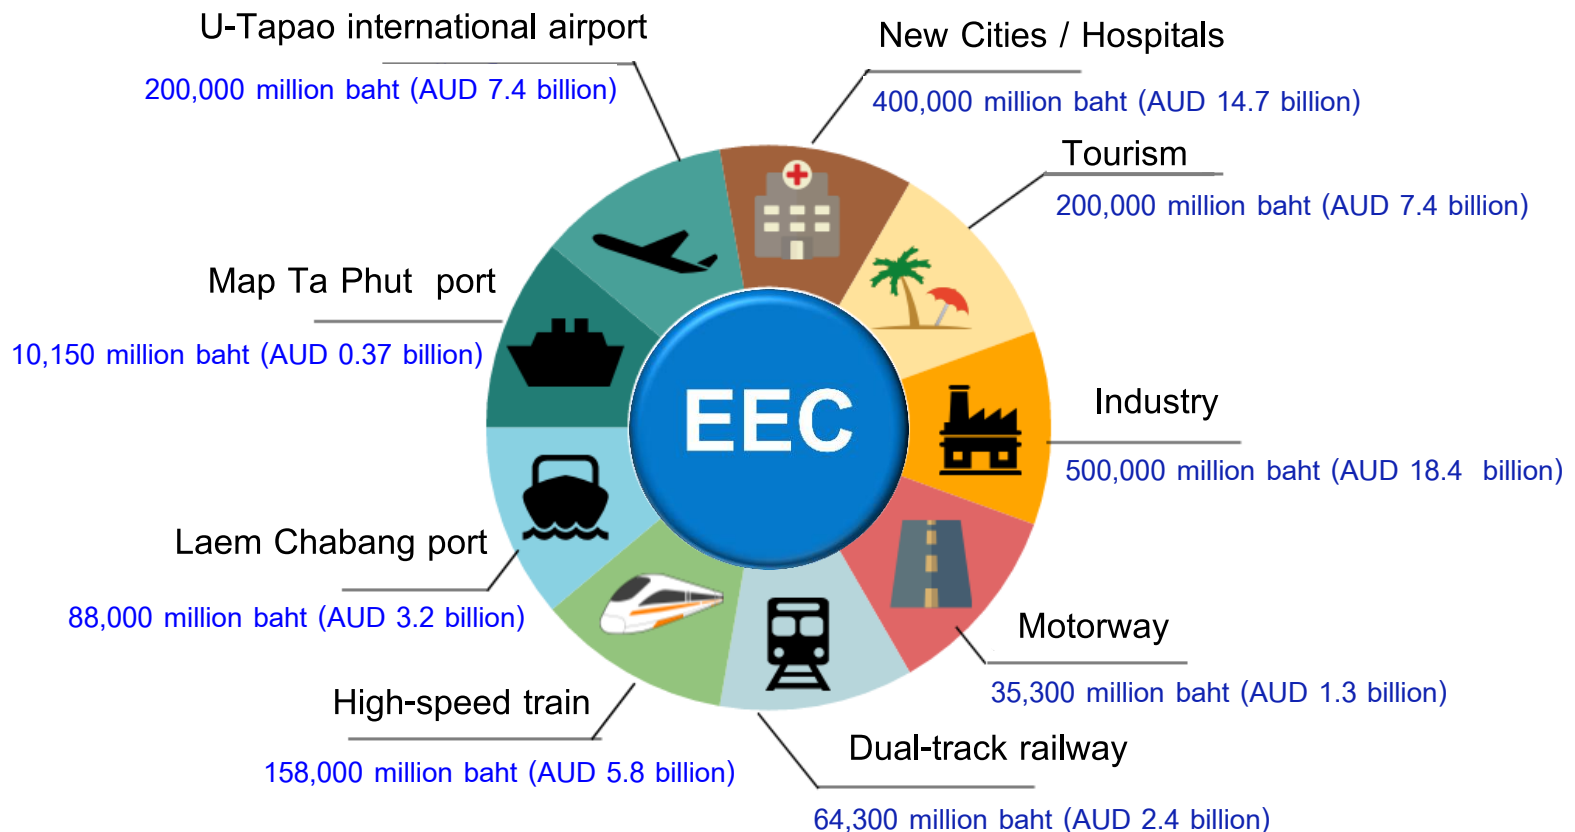 U-Tapao international airport
200,000 million baht (AUD 7.4 billion)
New Cities / Hospitals
400,000 million baht (AUD 14.7 billion)
Tourism
200,000 million baht (AUD 7.4 billion)
Map Ta Phut port
10,150 million baht (AUD 0.37 billion)
EEC
Industry
500,000 million baht (AUD 18.4 billion)
Laem Chabang port
88,000 million baht (AUD 3.2 billion)
Motorway
35,300 million baht (AUD 1.3 billion)
High-speed train
158,000 million baht (AUD 5.8 billion)
Dual-track railway
64,300 million baht (AUD 2.4 billion)